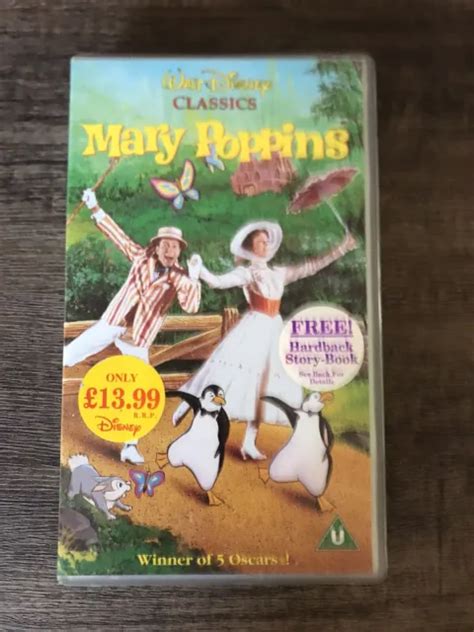 Walt Disney
CLASSICS
Mary Poppins
FREE!
Hardback
Story-Book
See Back For
Details
ONLY
£13.99
R.R.P.
Disney
Winner of 5 Oscars!
U